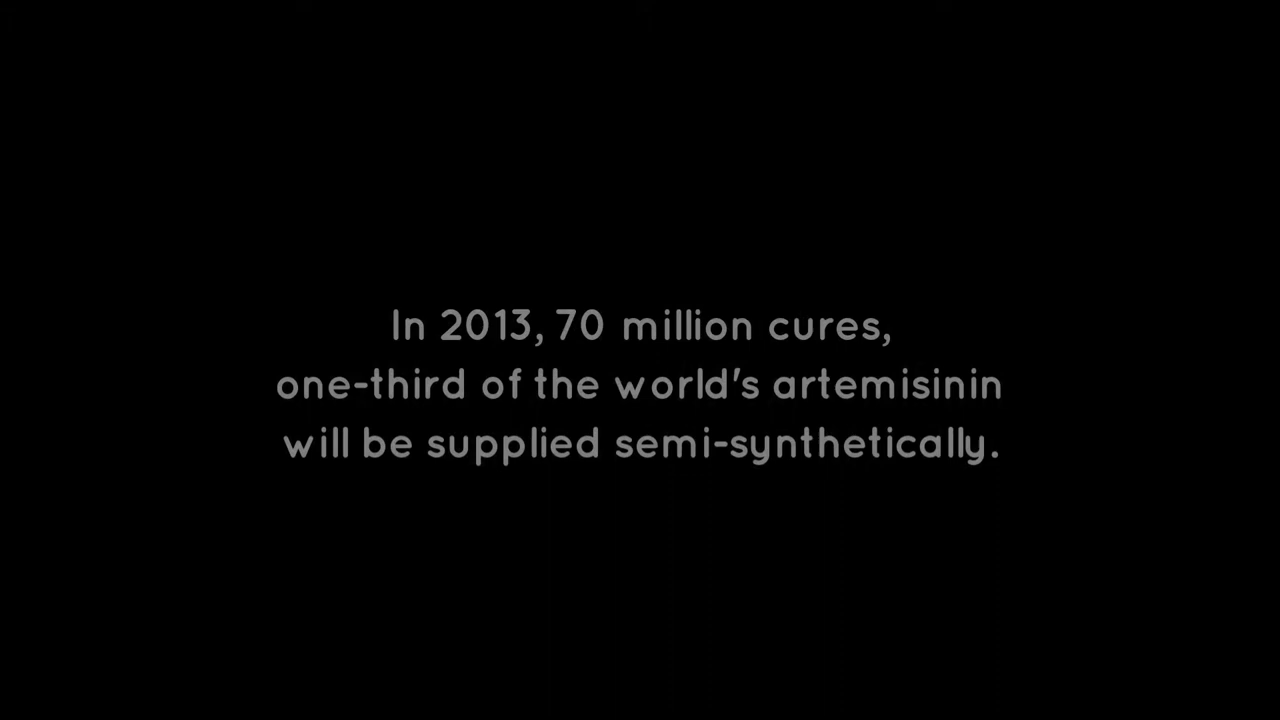 In 2013, 70 million cures,
one-third of the world's artemisinin
will be supplied semi-synthetically.